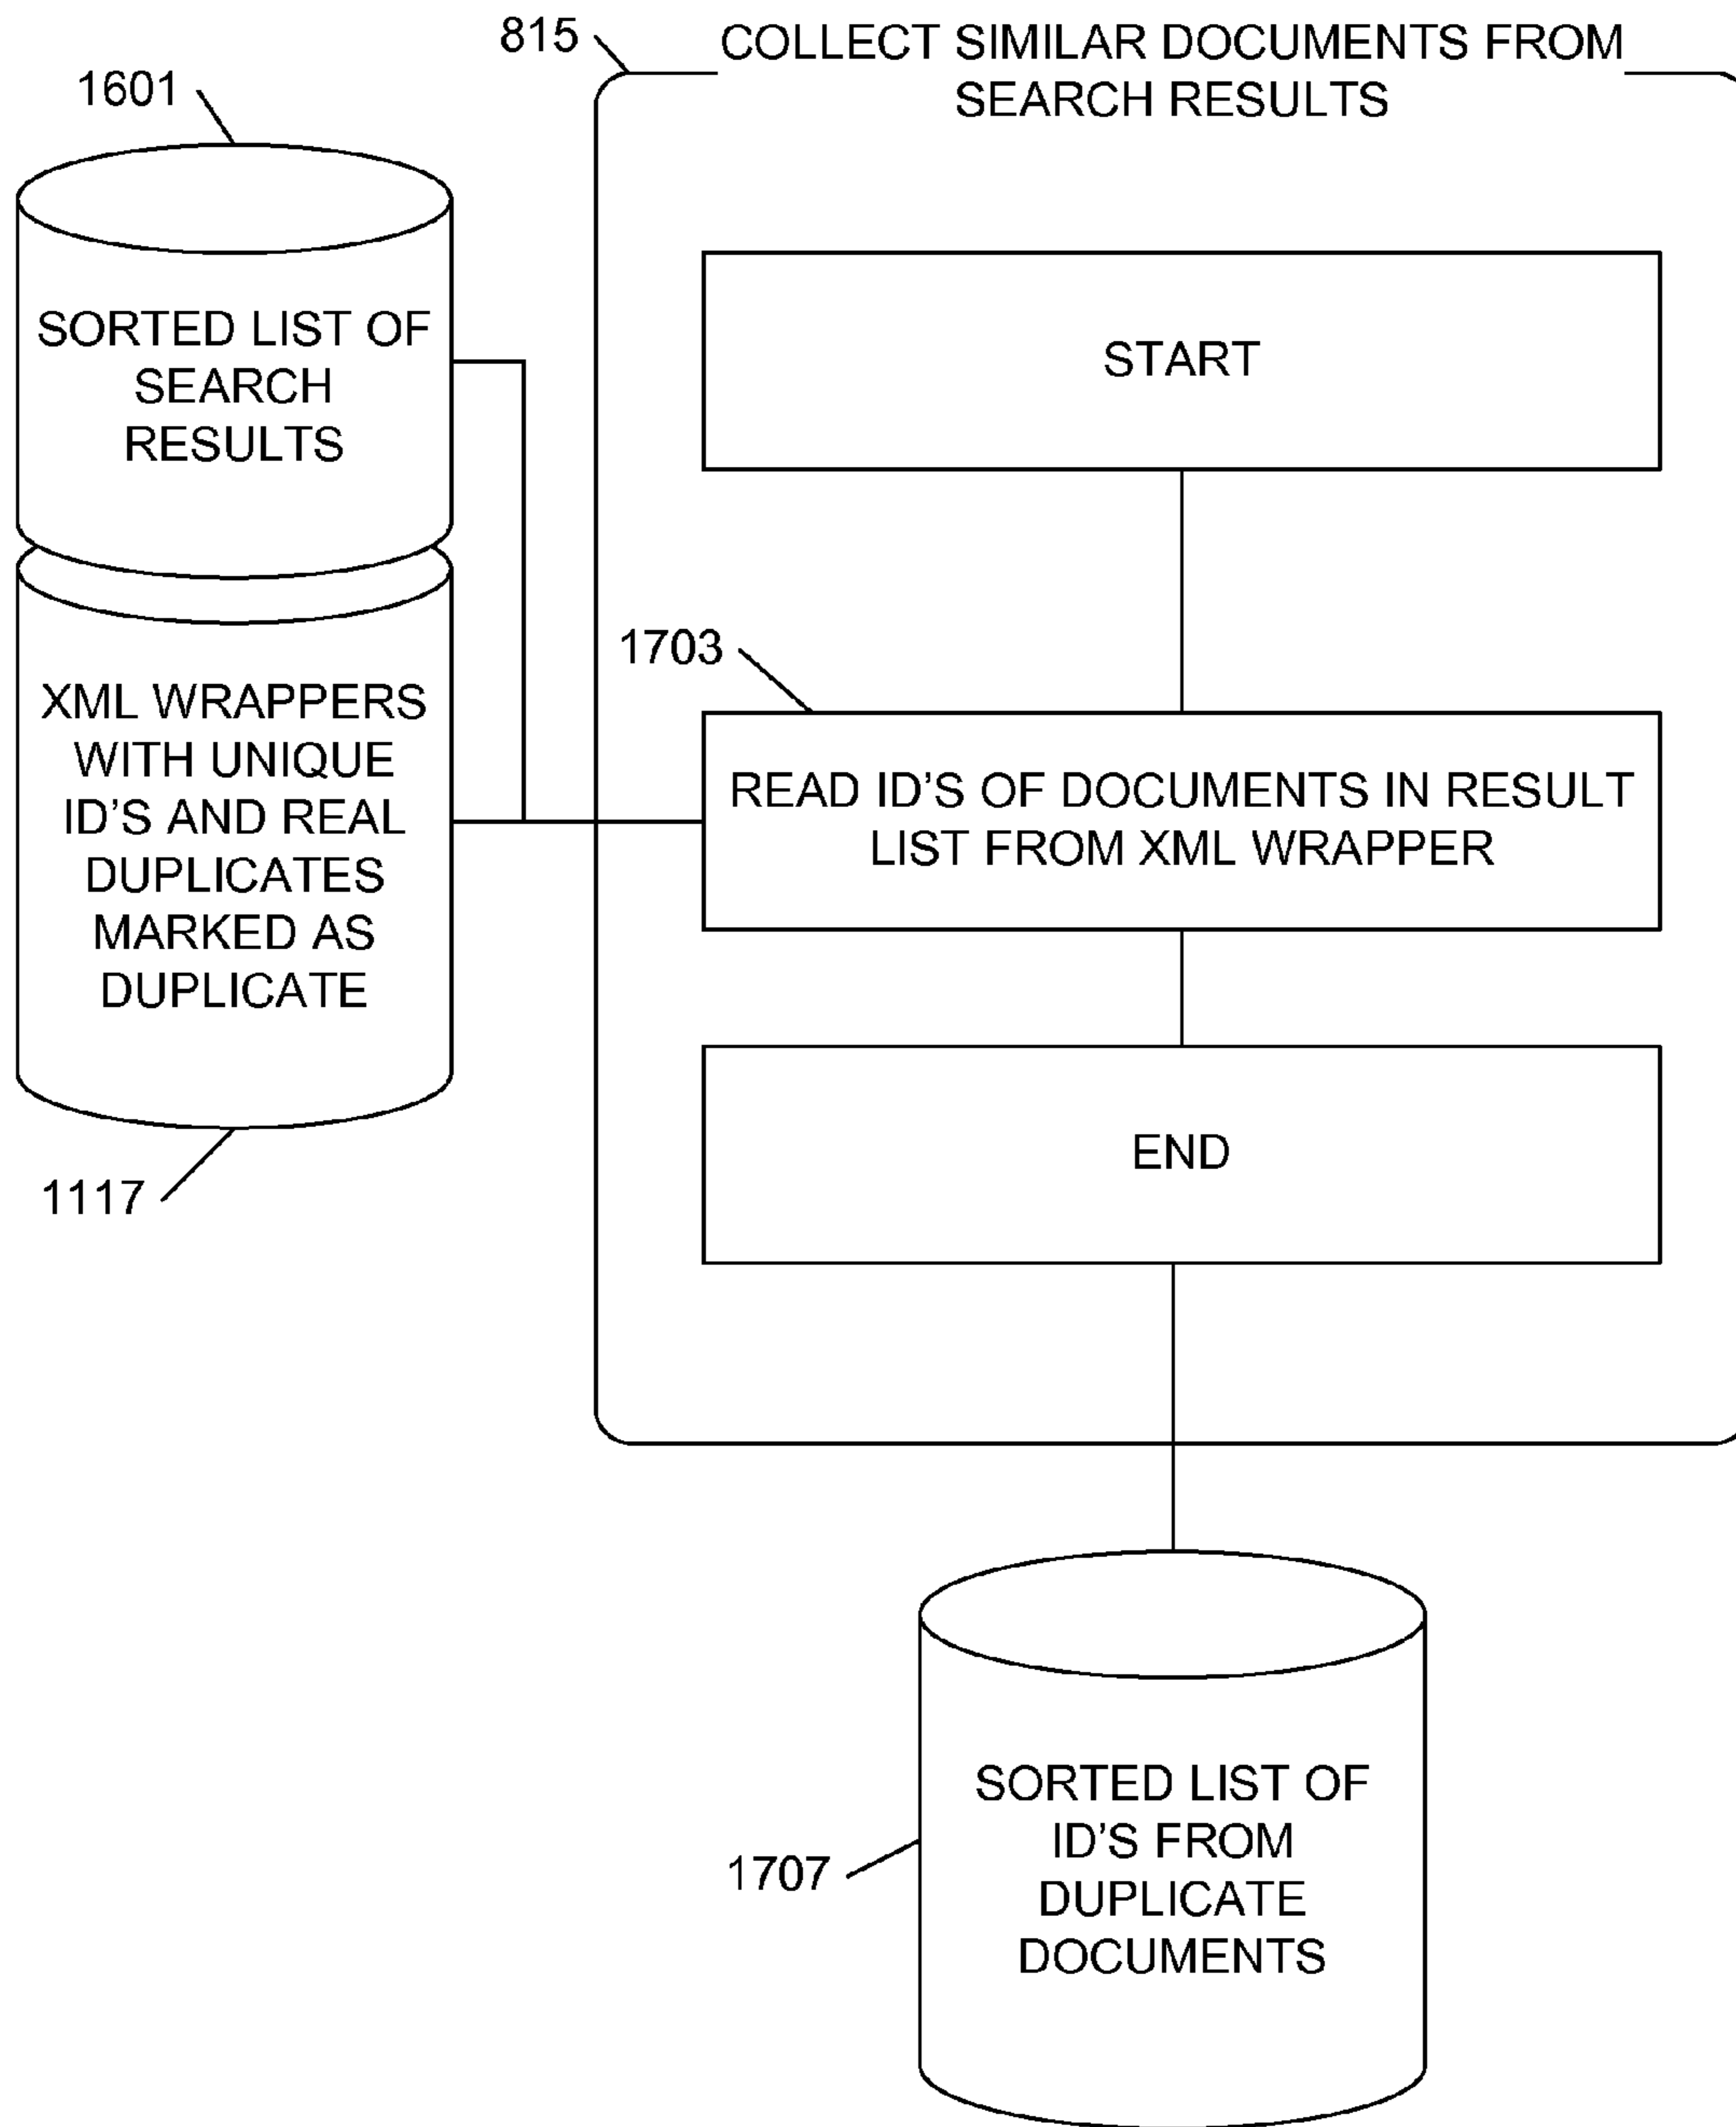 815
COLLECT SIMILAR DOCUMENTS FROM
SEARCH RESULTS
1601
SORTED LIST OF
SEARCH
RESULTS
START
1703
XML WRAPPERS
WITH UNIQUE
ID'S AND REAL
DUPLICATES
MARKED AS
DUPLICATE
READ ID'S OF DOCUMENTS IN RESULT
LIST FROM XML WRAPPER
END
1117
SORTED LIST OF
ID'S FROM
DUPLICATE
DOCUMENTS
1707